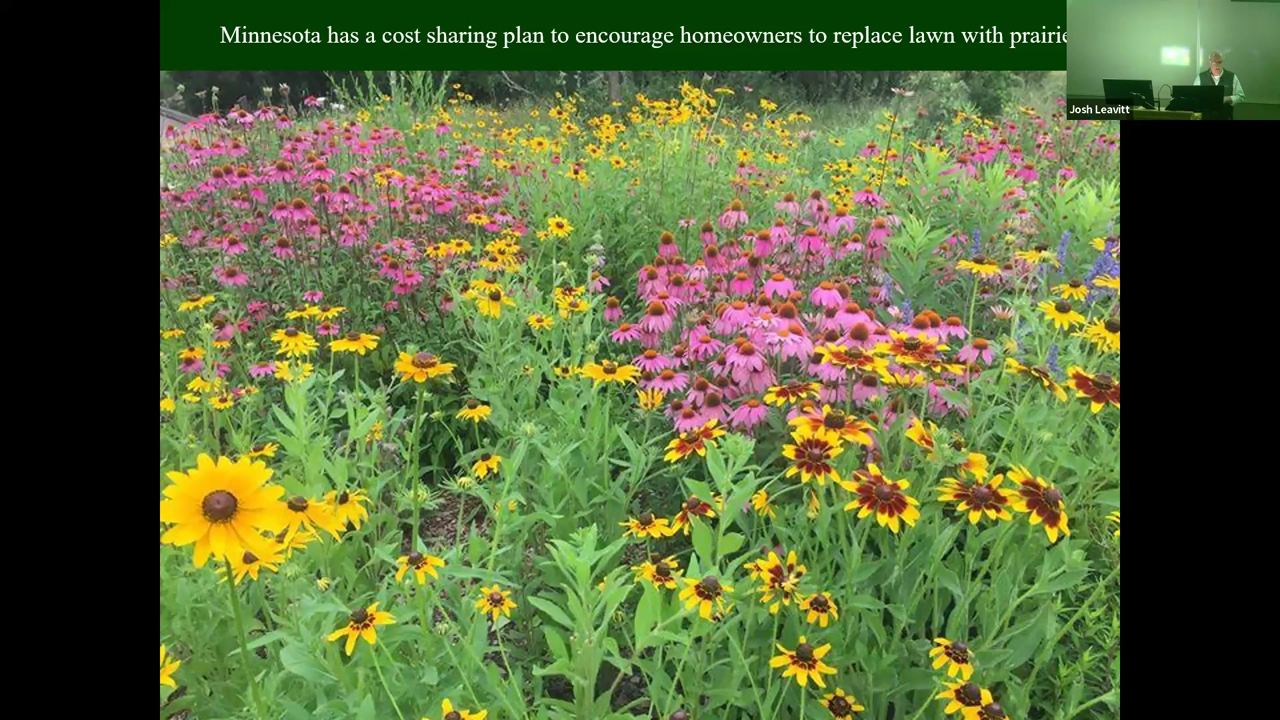 Minnesota has a cost sharing plan to encourage homeowners to replace lawn with prairie
Josh Leavitt